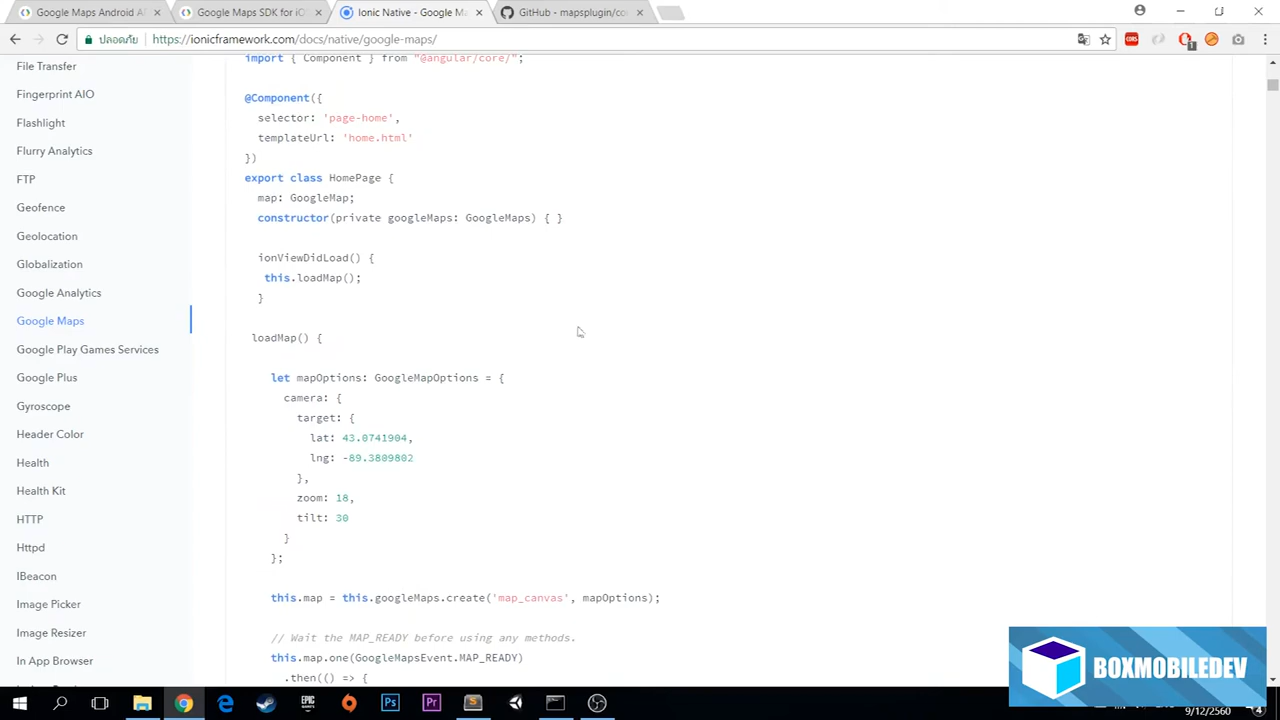 Google Maps Android AP
Google Maps SDK for iO
Ionic Native - Google Ma
GitHub - mapsplugin/cor
ปลอดภัย
https://ionicframework.com/docs/native/google-maps/
File Transfer
Fingerprint AIO
Flashlight
Flurry Analytics
FTP
Geofence
Geolocation
Globalization
Google Analytics
Google Maps
Google Play Games Services
Google Plus
Gyroscope
Header Color
Health
Health Kit
HTTP
Httpd
IBeacon
Image Picker
Image Resizer
In App Browser
import { Component } from "@angular/core/";
@Component({
selector: 'page-home',
templateUrl: 'home.html'
})
export class HomePage {
map: GoogleMap;
constructor(private googleMaps: GoogleMaps) { }
ionViewDidLoad() {
this.loadMap();
}
loadMap() {
let mapOptions: GoogleMapOptions = {
camera: {
target: {
lat: 43.0741904,
lng: -89.3809802
},
zoom: 18,
tilt: 30
}
};
this.map = this.googleMaps.create('map_canvas', mapOptions);
// Wait the MAP_READY before using any methods.
this.map.one(GoogleMapsEvent.MAP_READY)
.then(() => {
BOXMOBILEDEV
9/12/2560